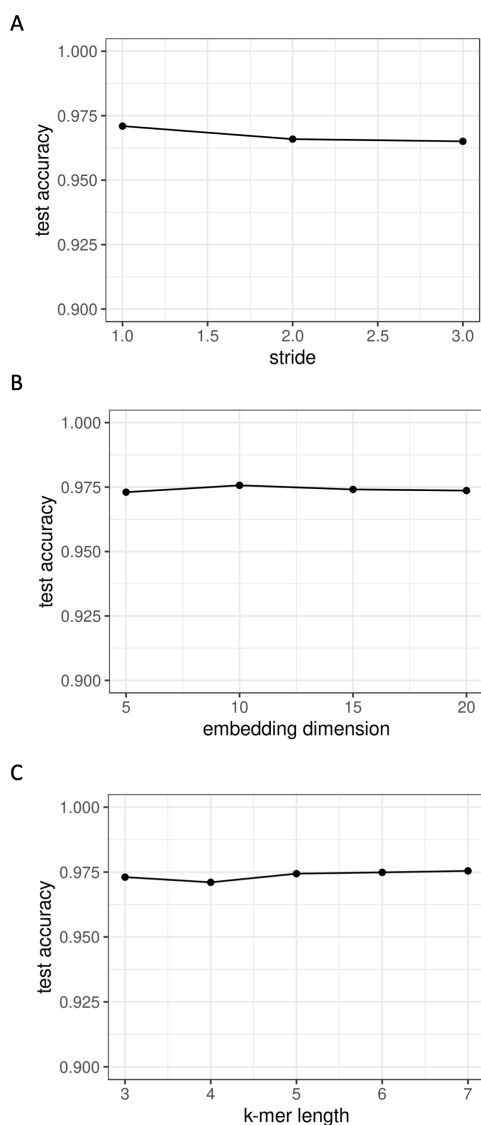 A
test accuracy
1.000
0.975
0.950
0.925
0.900
1.0 1.5 2.0 2.5 3.0
stride
B
test accuracy
1.000
0.975
0.950
0.925
0.900
5 10 15 20
embedding dimension
C
test accuracy
1.000
0.975
0.950
0.925
0.900
3 4 5 6 7
k-mer length